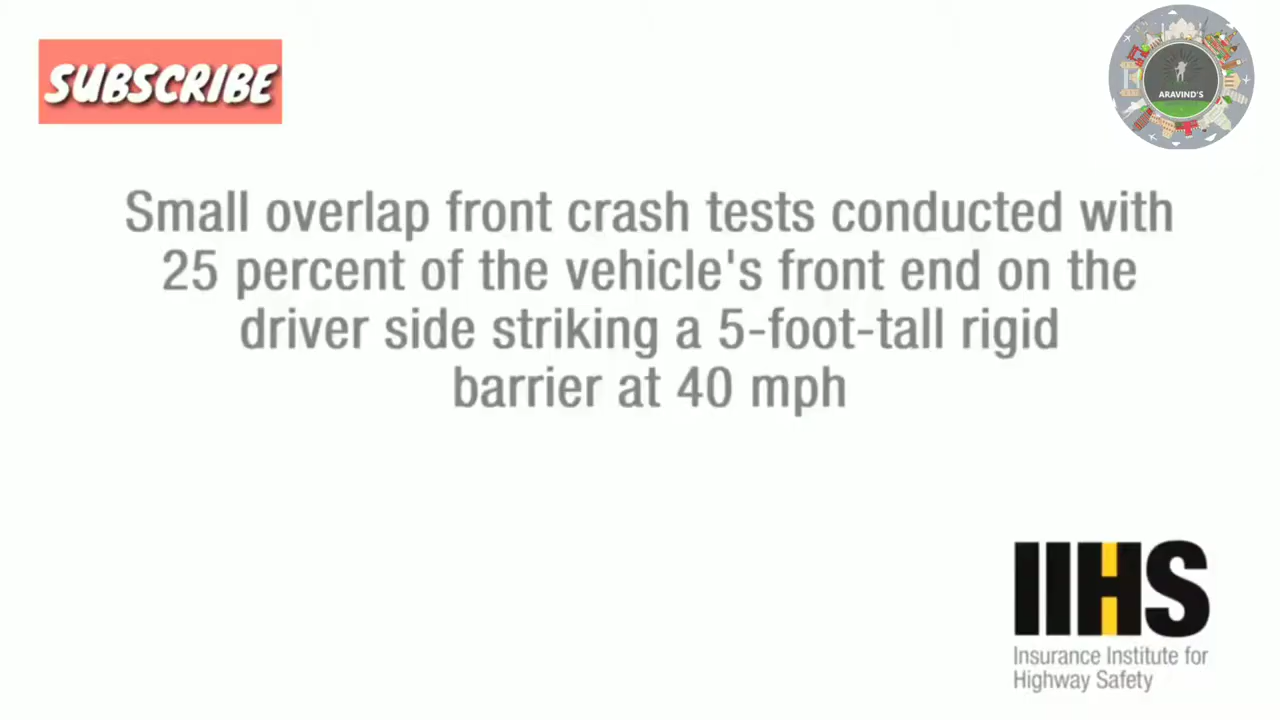 SUBSCRIBE
ARAVIND'S
Small overlap front crash tests conducted with
25 percent of the vehicle's front end on the
driver side striking a 5-foot-tall rigid
barrier at 40 mph
IIHS
Insurance Institute for
Highway Safety